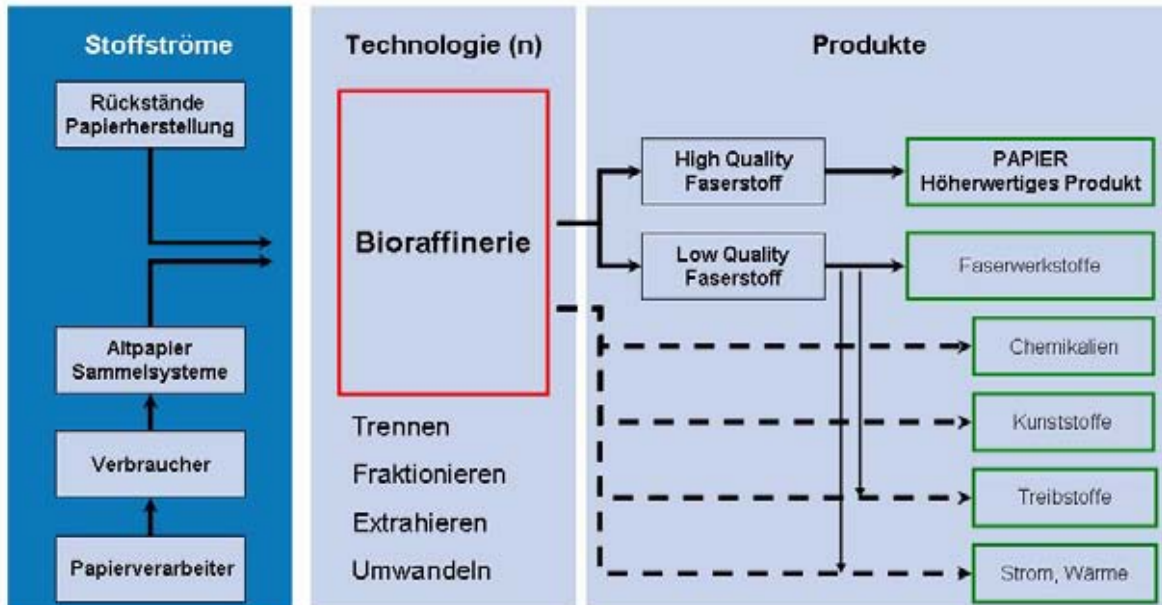 Stoffströme
Rückstände
Papierherstellung
Altpapier
Sammelsysteme
Verbraucher
Papierverarbeiter
Technologie (n)
Bioraffinerie
Trennen
Fraktionieren
Extrahieren
Umwandeln
Produkte
High Quality
Faserstoff
PAPIER
Höherwertiges Produkt
Low Quality
Faserstoff
Faserwerkstoffe
Chemikalien
Kunststoffe
Treibstoffe
Strom, Wärme